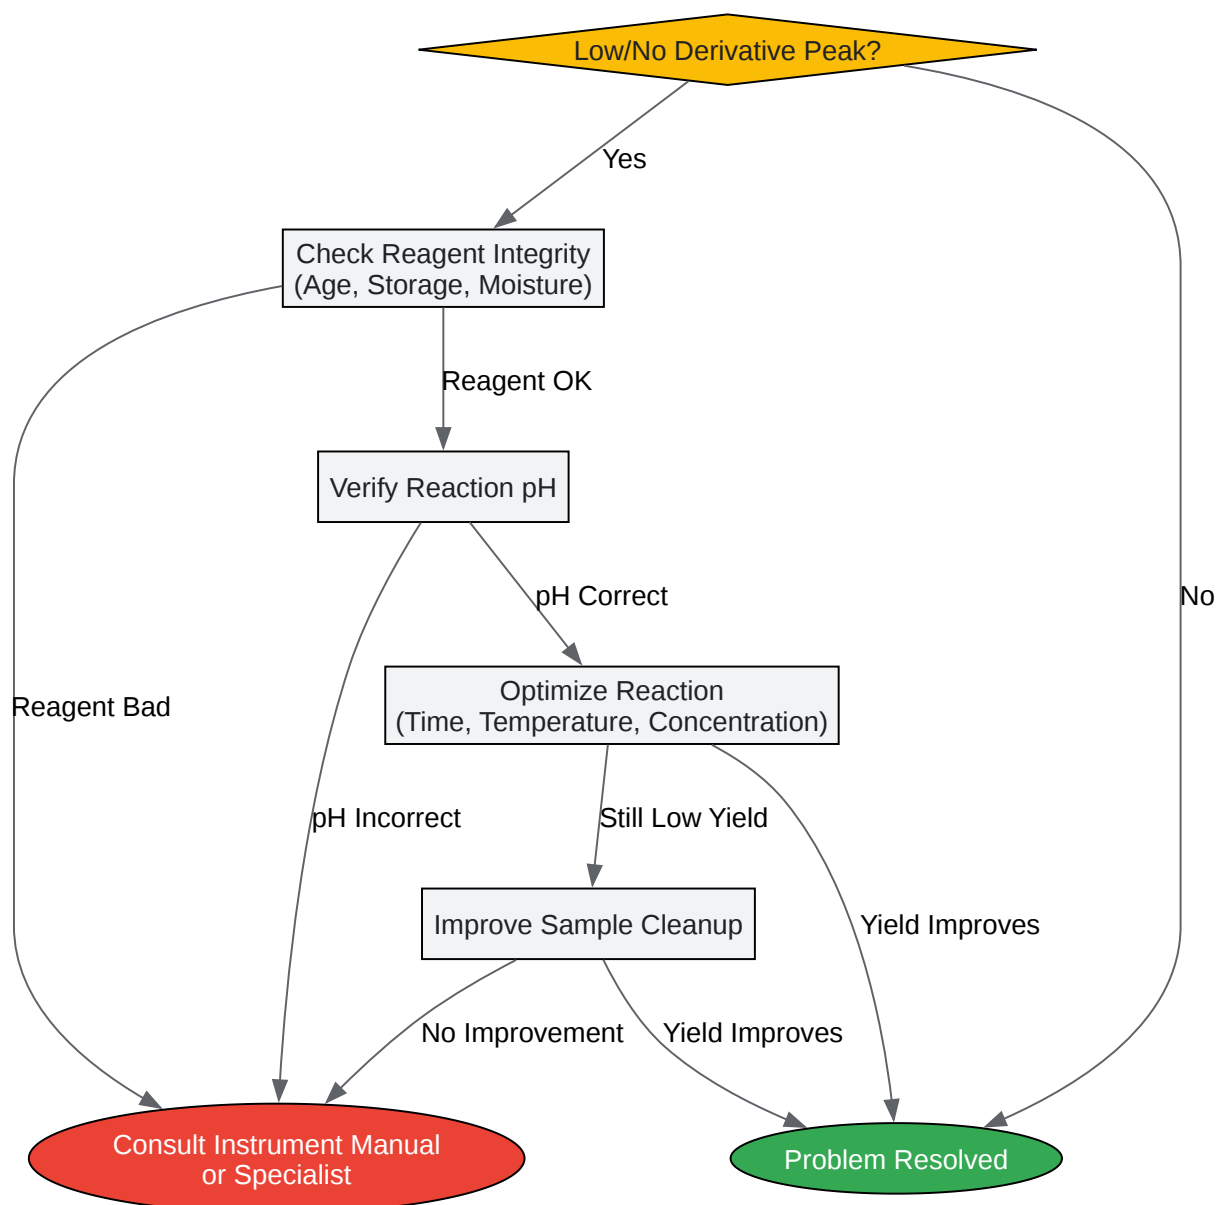 Low/No Derivative Peak?
Yes
Check Reagent Integrity
(Age, Storage, Moisture)
Reagent OK
Verify Reaction pH
pH Correct
No
Optimize Reaction
(Time, Temperature, Concentration)
Reagent Bad
pH Incorrect
Still Low Yield
Improve Sample Cleanup
Yield Improves
No Improvement
Yield Improves
Consult Instrument Manual
or Specialist
Problem Resolved